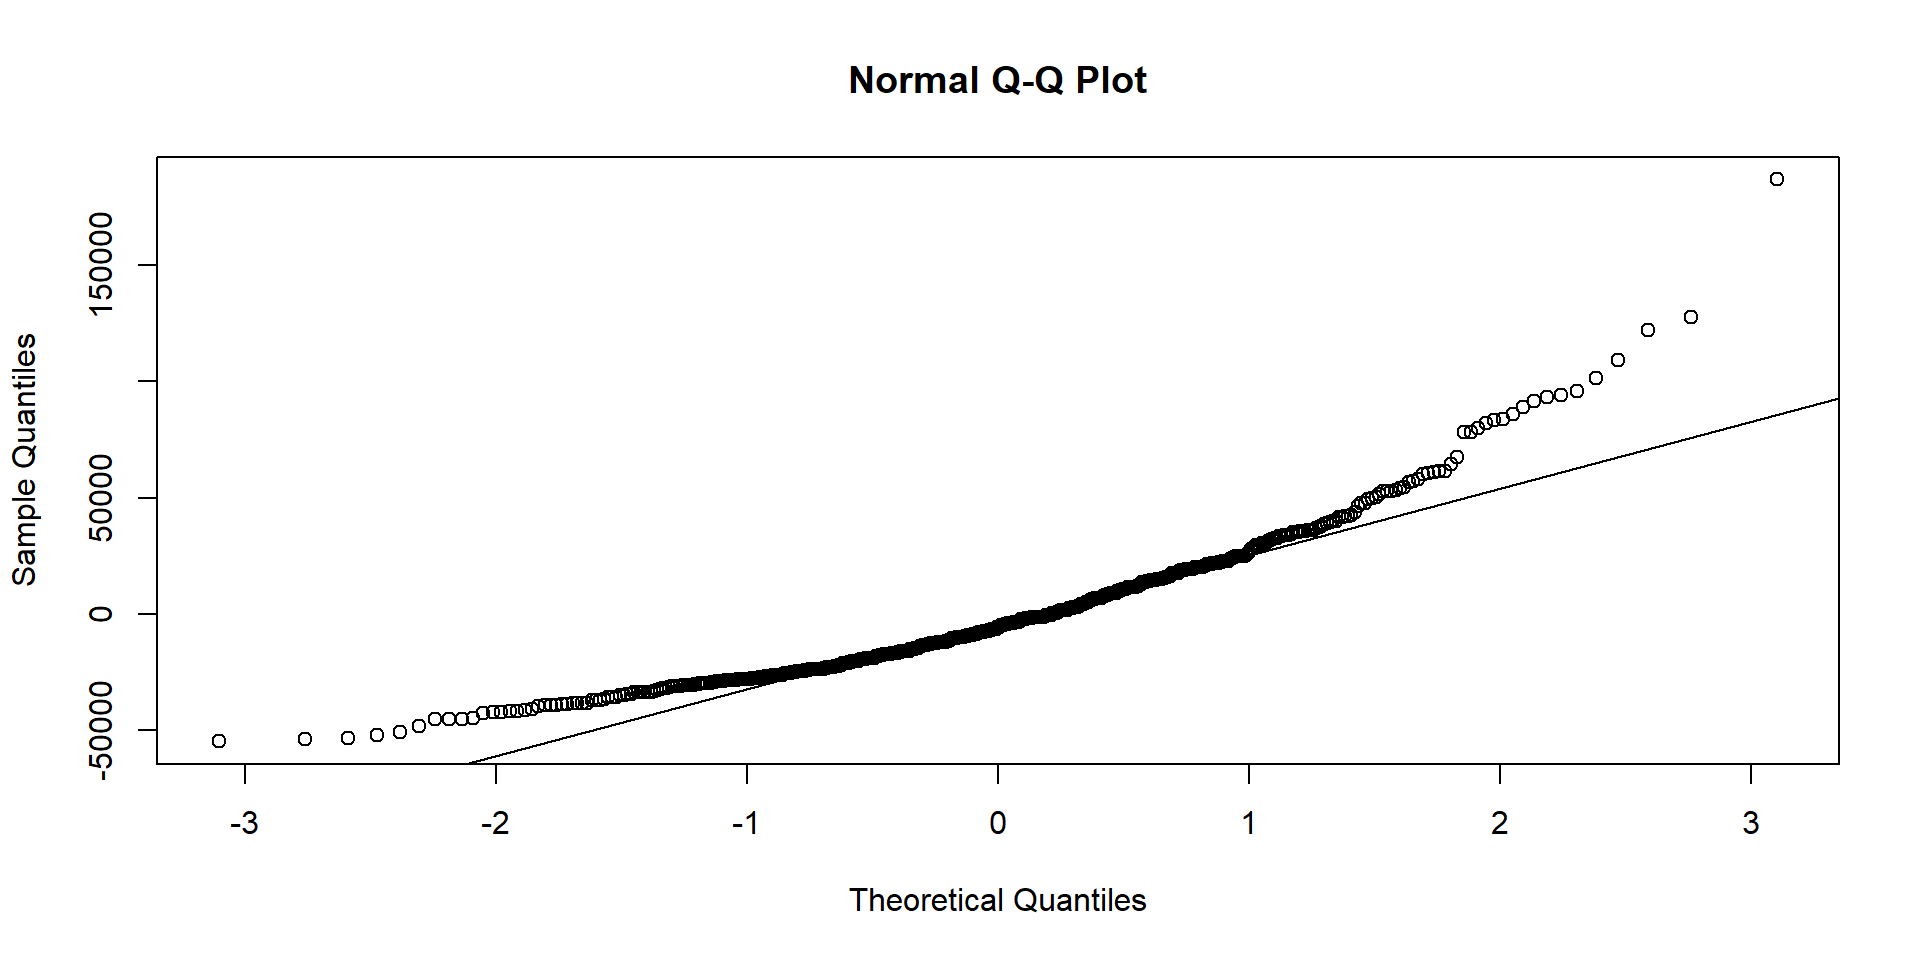 Normal Q-Q Plot
Sample Quantiles
150000
50000
0
-50000
-3 -2 -1 0 1 2 3
Theoretical Quantiles